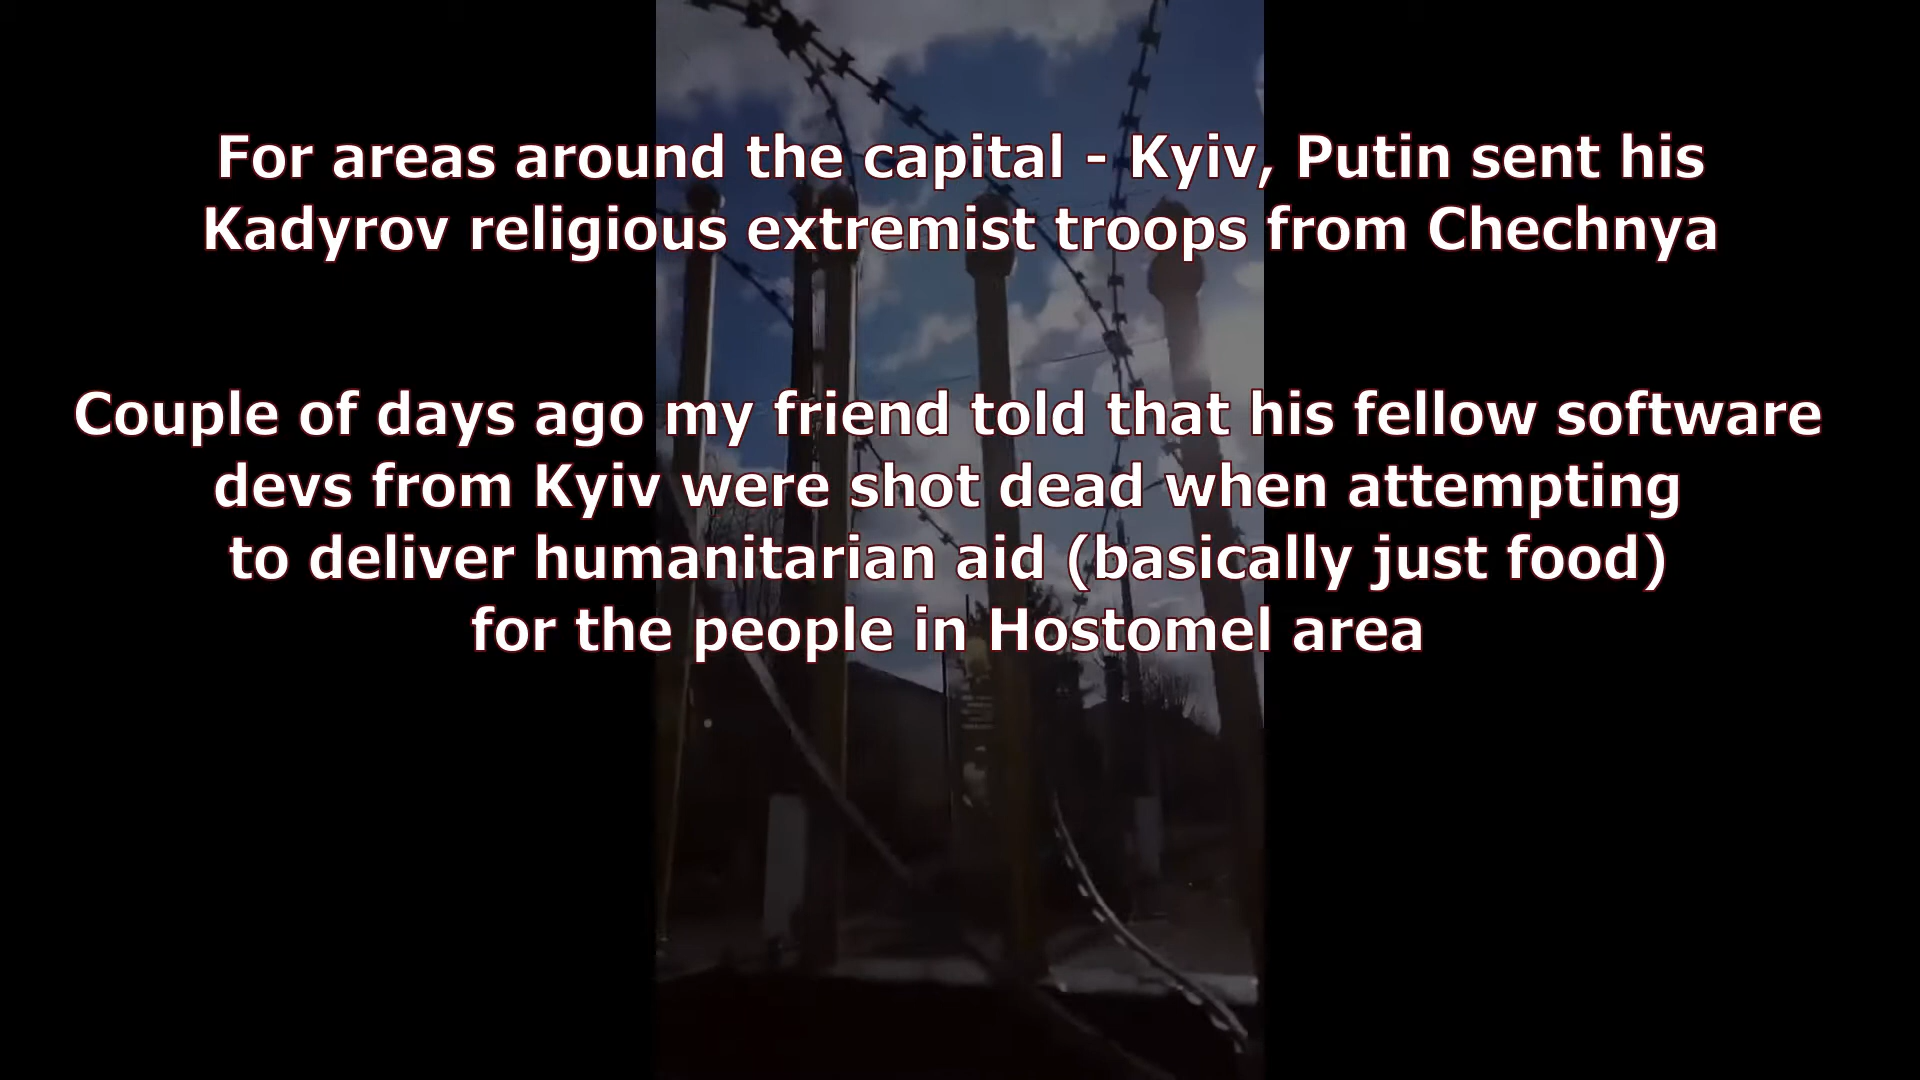 For areas around the capital - Kyiv, Putin sent his
Kadyrov religious extremist troops from Chechnya
Couple of days ago my friend told that his fellow software
devs from Kyiv were shot dead when attempting
to deliver humanitarian aid (basically just food)
for the people in Hostomel area